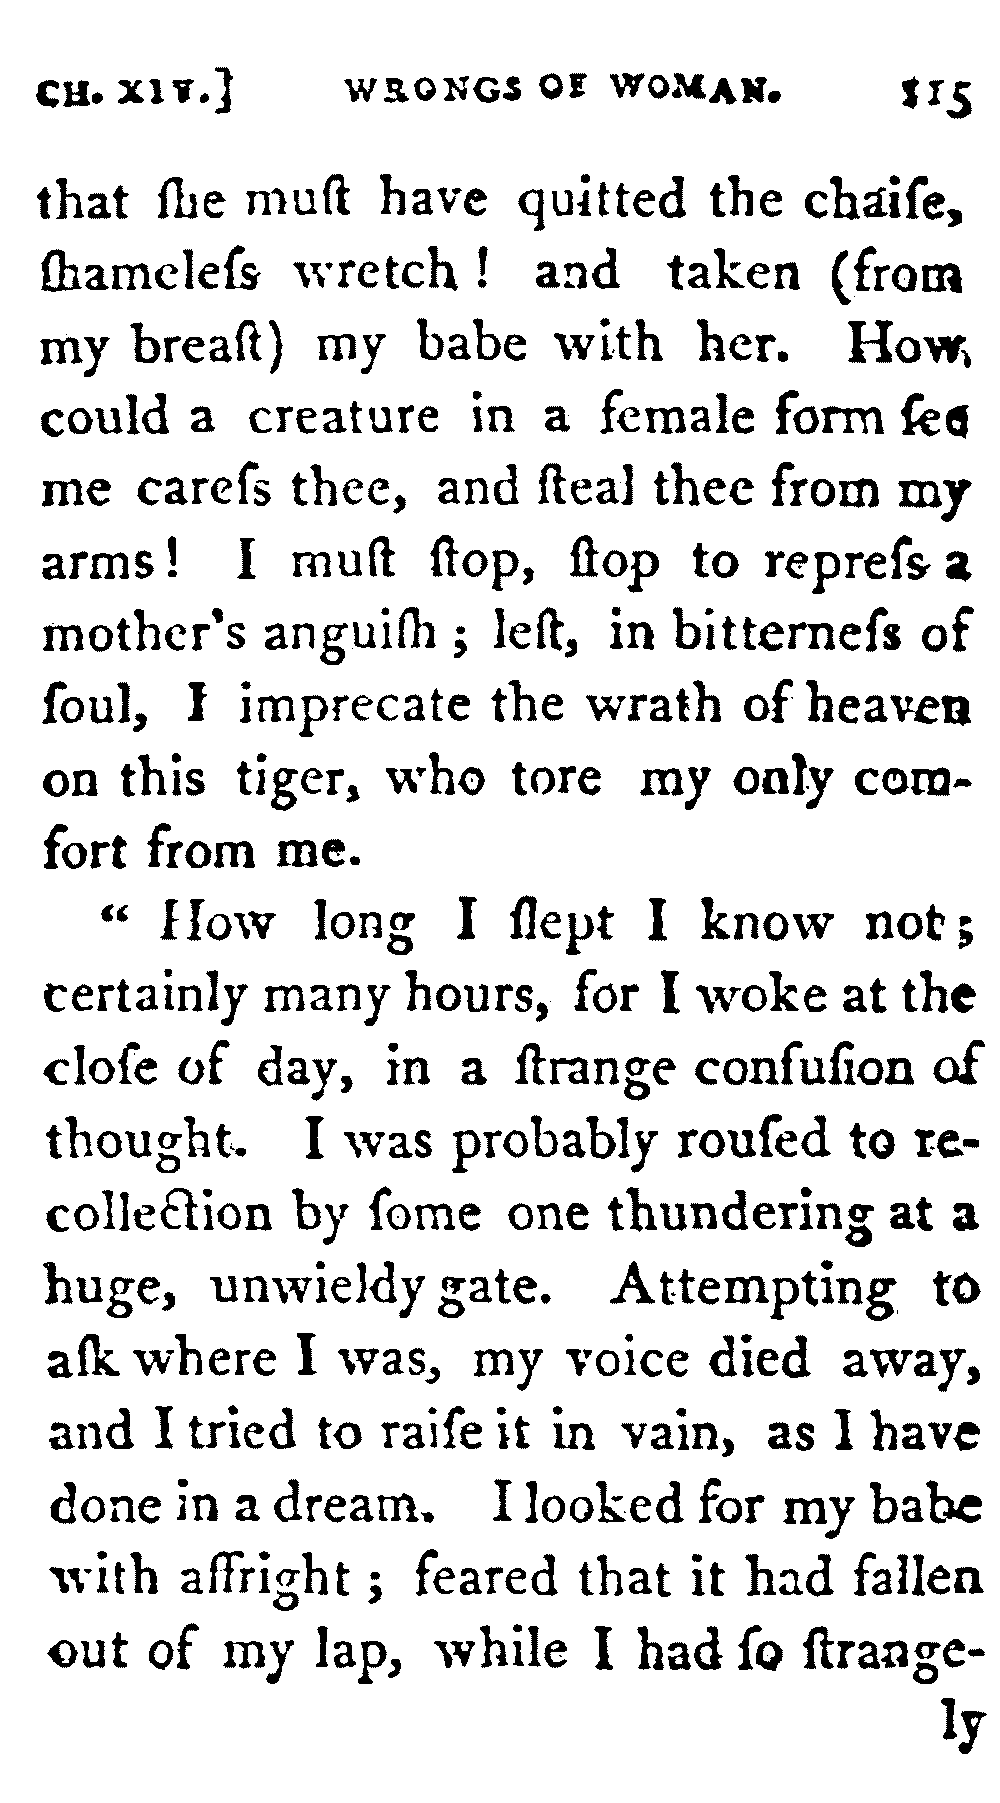 CH. XIV.] WRONGS OF WOMAN. 115
that ſhe muſt have quitted the chaiſe,
ſhameleſs wretch! and taken (from
my breaſt) my babe with her. How
could a creature in a female form ſee
me careſs thee, and ſteal thee from my
arms! I muſt ſtop, ſtop to repreſs a
mother's anguiſh; leſt, in bitterneſs of
ſoul, I imprecate the wrath of heaven
on this tiger, who tore my only com-
fort from me.
“ How long I ſlept I know not;
certainly many hours, for I woke at the
cloſe of day, in a ſtrange confuſion of
thought. I was probably rouſed to re-
collection by ſome one thundering at a
huge, unwieldy gate. Attempting to
aſk where I was, my voice died away,
and I tried to raiſe it in vain, as I have
done in a dream. I looked for my babe
with affright; feared that it had fallen
out of my lap, while I had ſo ſtrange-
ly